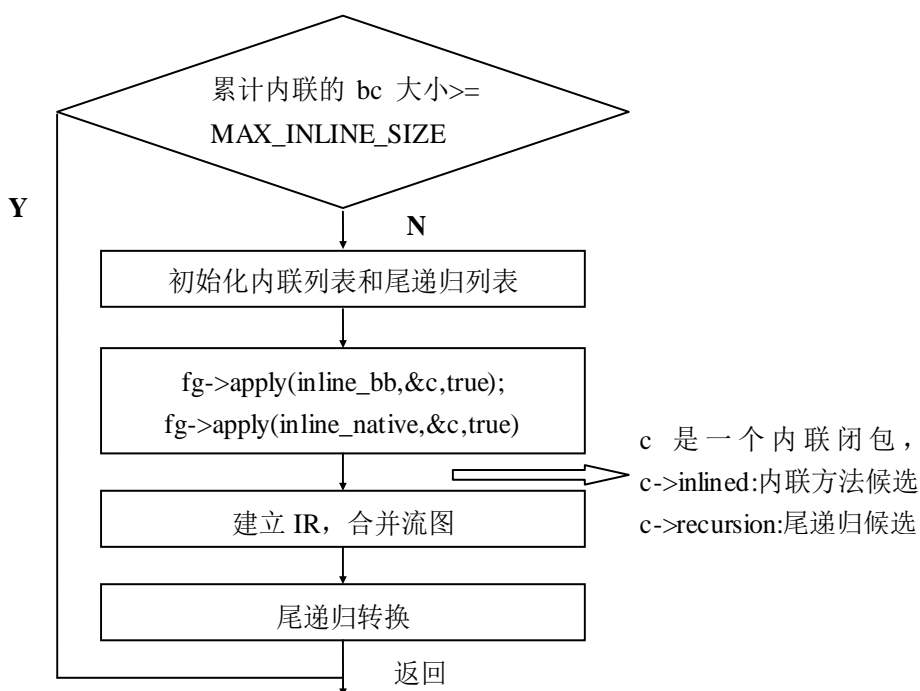 累计内联的 bc 大小>=
MAX_INLINE_SIZE
Y
N
初始化内联列表和尾递归列表
fg->apply(inline_bb,&c,true);
fg->apply(inline_native,&c,true)
c 是一个内联闭包，
c->inlined:内联方法候选
c->recursion:尾递归候选
建立 IR，合并流图
尾递归转换
返回